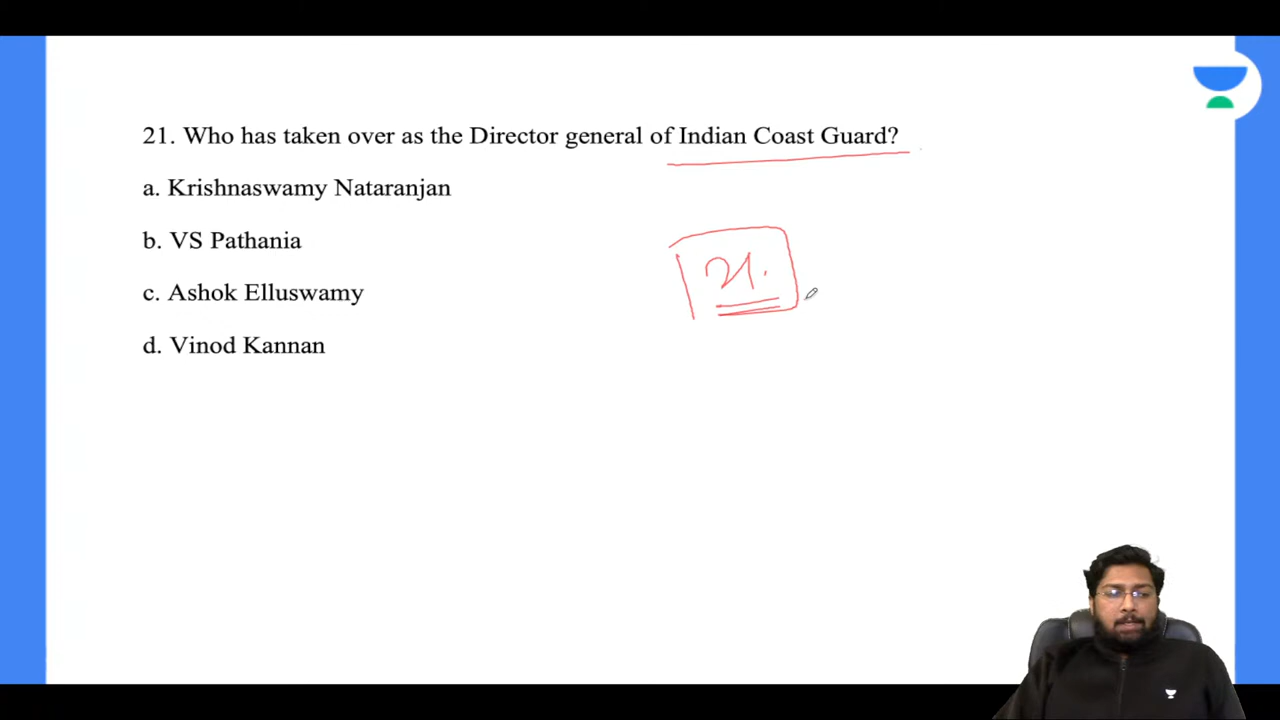 21. Who has taken over as the Director general of Indian Coast Guard?
a. Krishnaswamy Nataranjan
b. VS Pathania
21.
c. Ashok Elluswamy
d. Vinod Kannan